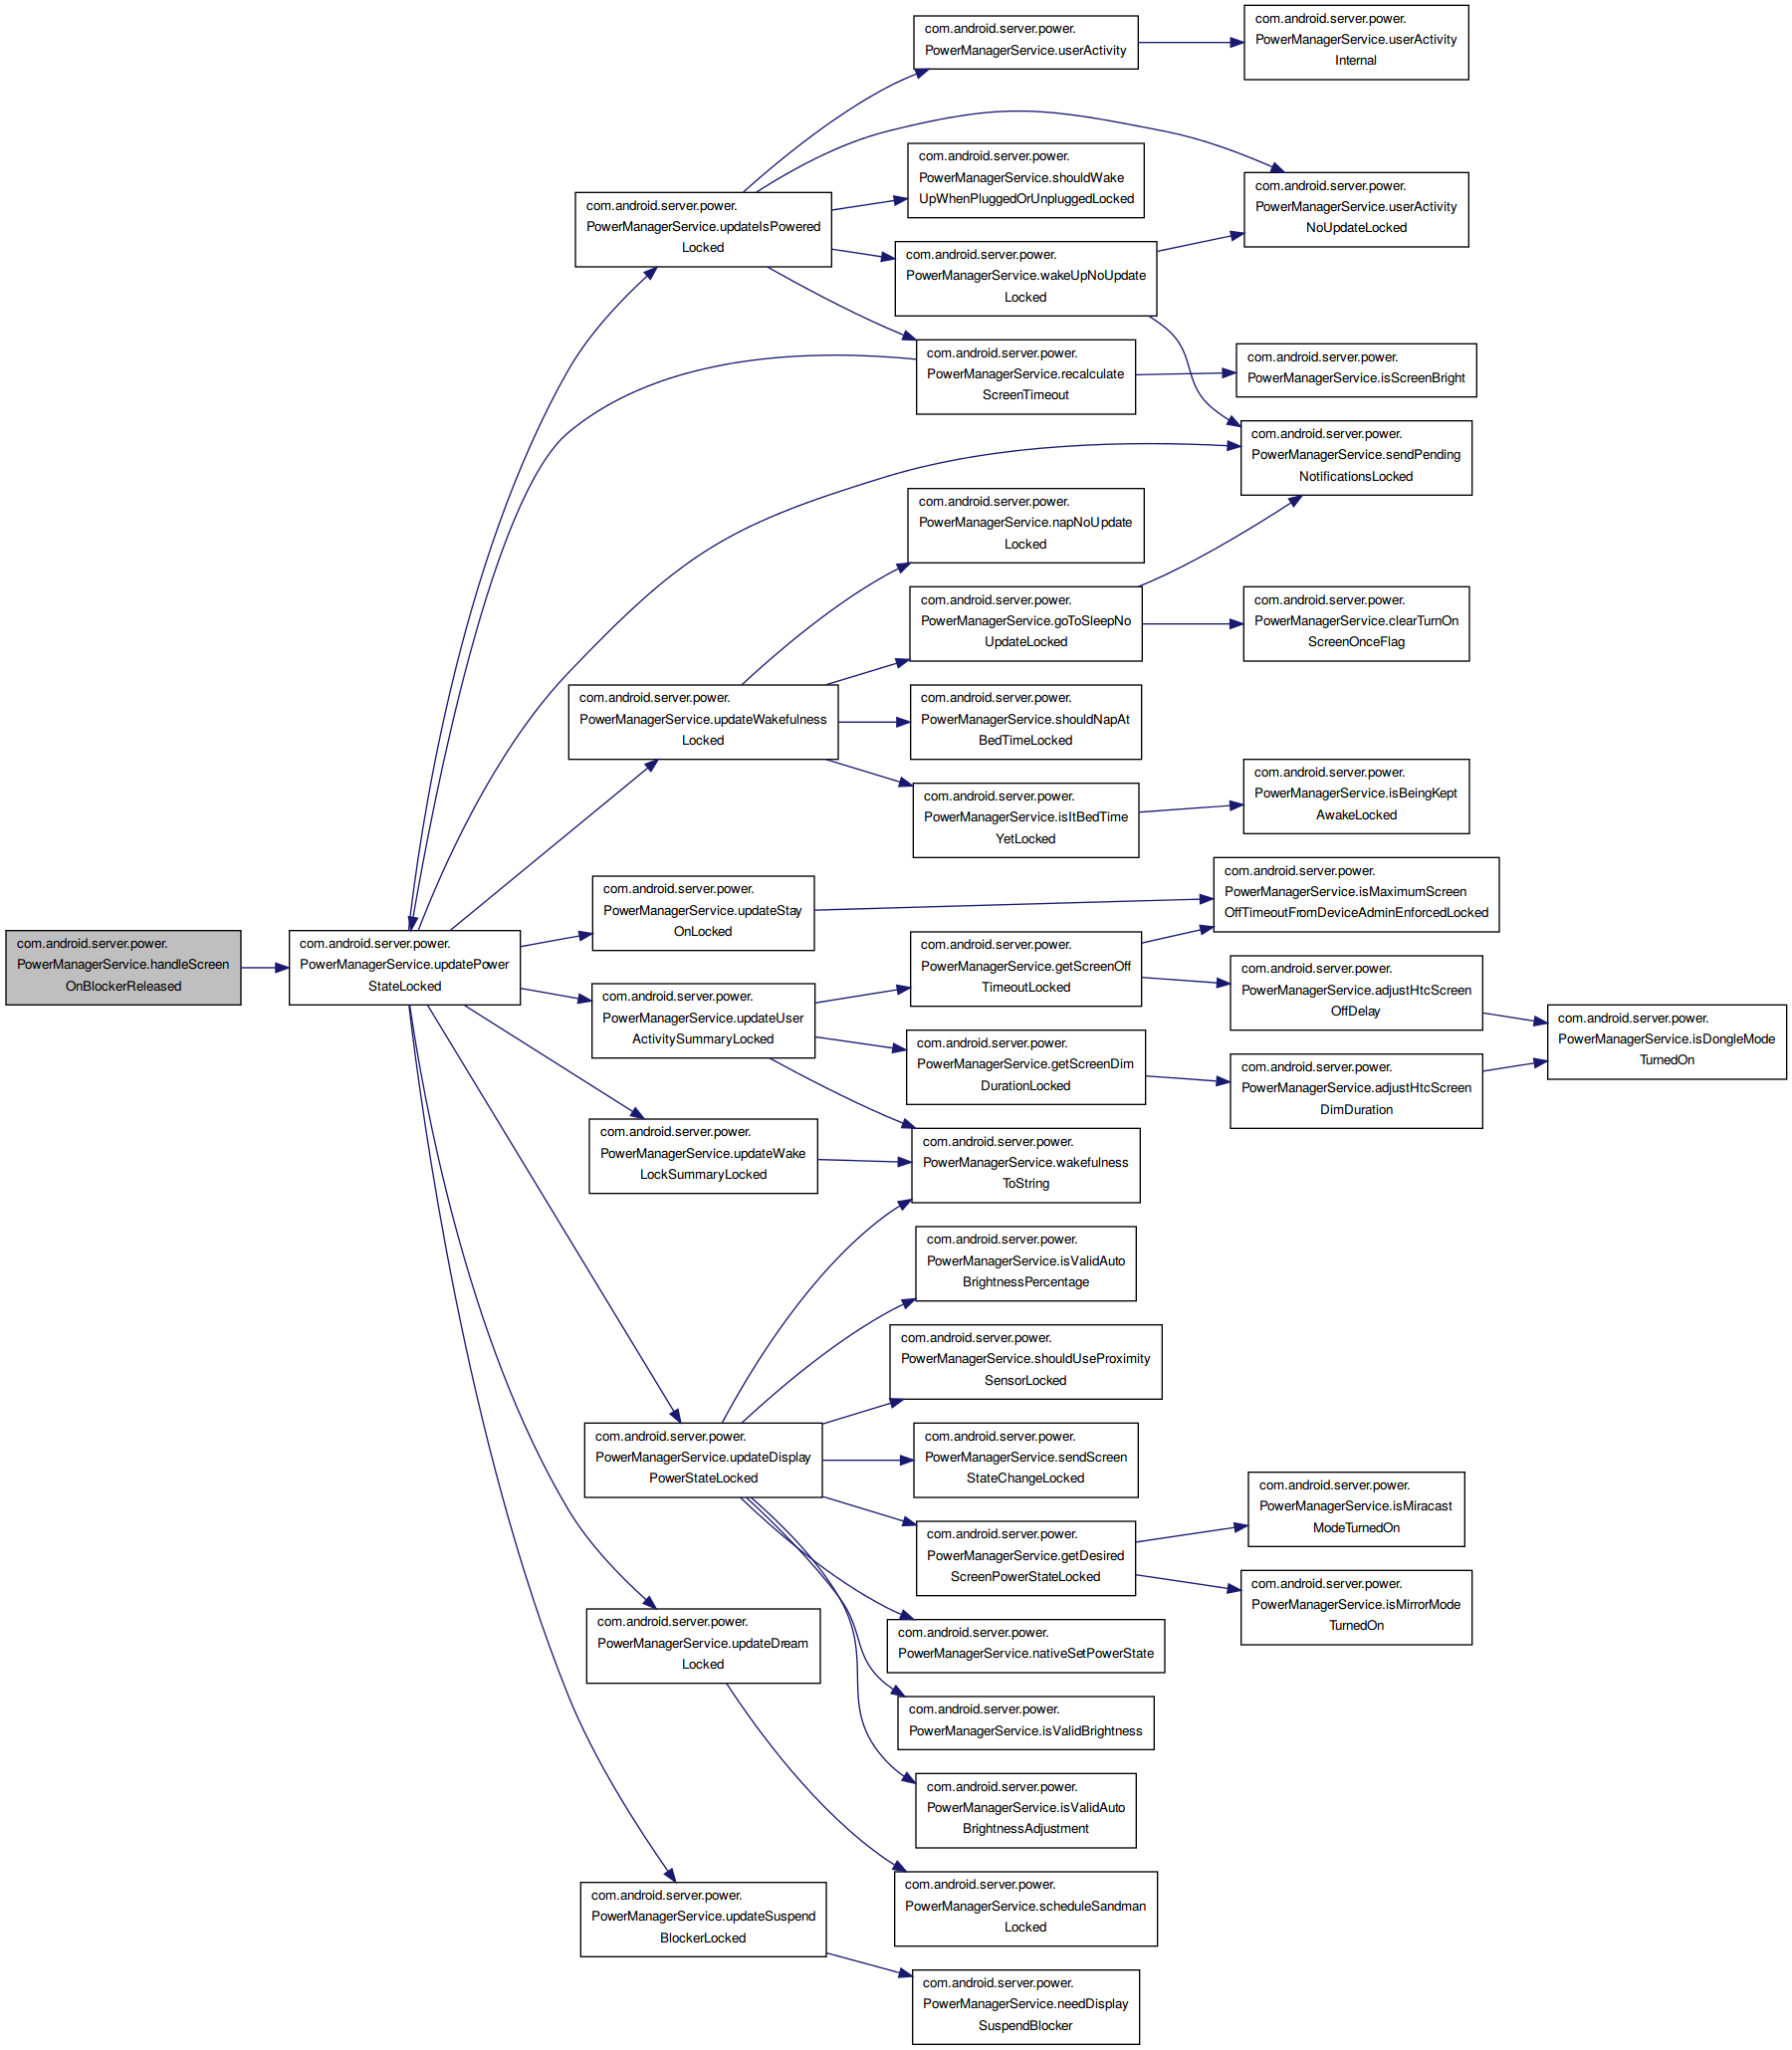 com.android.server.power.
PowerManagerService.handleScreen
OnBlockerReleased
com.android.server.power.
PowerManagerService.updatePower
StateLocked
com.android.server.power.
PowerManagerService.updateIsPowered
Locked
com.android.server.power.
PowerManagerService.updateWakefulness
Locked
com.android.server.power.
PowerManagerService.updateStay
OnLocked
com.android.server.power.
PowerManagerService.updateUser
ActivitySummaryLocked
com.android.server.power.
PowerManagerService.updateWake
LockSummaryLocked
com.android.server.power.
PowerManagerService.updateDisplay
PowerStateLocked
com.android.server.power.
PowerManagerService.updateDream
Locked
com.android.server.power.
PowerManagerService.updateSuspend
BlockerLocked
com.android.server.power.
PowerManagerService.userActivity
com.android.server.power.
PowerManagerService.shouldWake
UpWhenPluggedOrUnpluggedLocked
com.android.server.power.
PowerManagerService.wakeUpNoUpdate
Locked
com.android.server.power.
PowerManagerService.recalculate
ScreenTimeout
com.android.server.power.
PowerManagerService.napNoUpdate
Locked
com.android.server.power.
PowerManagerService.goToSleepNo
UpdateLocked
com.android.server.power.
PowerManagerService.shouldNapAt
BedTimeLocked
com.android.server.power.
PowerManagerService.isItBedTime
YetLocked
com.android.server.power.
PowerManagerService.getScreenOff
TimeoutLocked
com.android.server.power.
PowerManagerService.getScreenDim
DurationLocked
com.android.server.power.
PowerManagerService.wakefulness
ToString
com.android.server.power.
PowerManagerService.isValidAuto
BrightnessPercentage
com.android.server.power.
PowerManagerService.shouldUseProximity
SensorLocked
com.android.server.power.
PowerManagerService.sendScreen
StateChangeLocked
com.android.server.power.
PowerManagerService.getDesired
ScreenPowerStateLocked
com.android.server.power.
PowerManagerService.nativeSetPowerState
com.android.server.power.
PowerManagerService.isValidBrightness
com.android.server.power.
PowerManagerService.isValidAuto
BrightnessAdjustment
com.android.server.power.
PowerManagerService.scheduleSandman
Locked
com.android.server.power.
PowerManagerService.needDisplay
SuspendBlocker
com.android.server.power.
PowerManagerService.userActivity
Internal
com.android.server.power.
PowerManagerService.userActivity
NoUpdateLocked
com.android.server.power.
PowerManagerService.isScreenBright
com.android.server.power.
PowerManagerService.sendPending
NotificationsLocked
com.android.server.power.
PowerManagerService.clearTurnOn
ScreenOnceFlag
com.android.server.power.
PowerManagerService.isBeingKept
AwakeLocked
com.android.server.power.
PowerManagerService.isMaximumScreen
OffTimeoutFromDeviceAdminEnforcedLocked
com.android.server.power.
PowerManagerService.adjustHtcScreen
OffDelay
com.android.server.power.
PowerManagerService.adjustHtcScreen
DimDuration
com.android.server.power.
PowerManagerService.isMiracast
ModeTurnedOn
com.android.server.power.
PowerManagerService.isMirrorMode
TurnedOn
com.android.server.power.
PowerManagerService.isDongleMode
TurnedOn